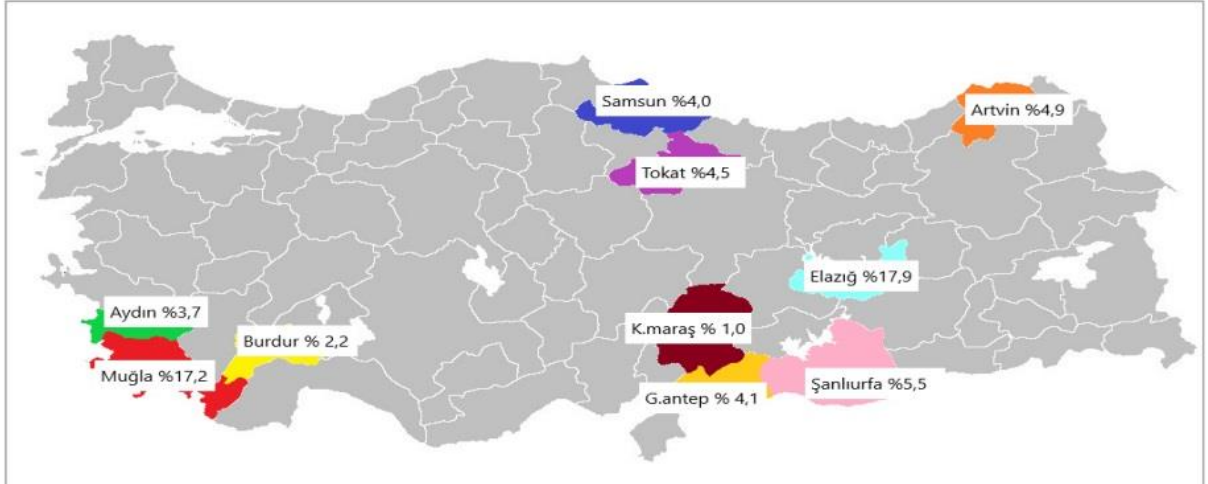 Samsun %4,0
Artvin %4,9
Tokat %4,5
Elazığ %17,9
Aydın %3,7
Burdur % 2,2
K.maraş % 1,0
Muğla %17,2
Şanlıurfa %5,5
G.antep % 4,1